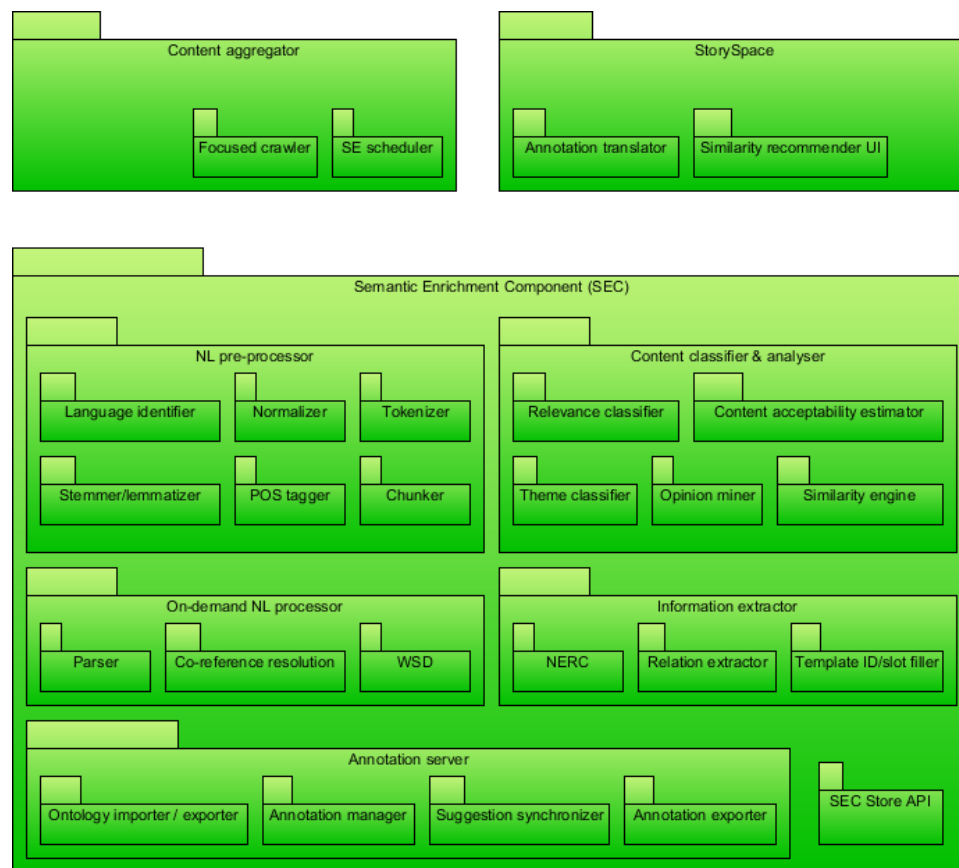 Content aggregator
Focused crawler
SE scheduler
StorySpace
Annotation translator
Similarity recommender UI
Semantic Enrichment Component (SEC)
NL pre-processor
Language identifier
Normalizer
Tokenizer
Stemmer/lemmatizer
POS tagger
Chunker
Content classifier & analyser
Relevance classifier
Content acceptability estimator
Theme classifier
Opinion miner
Similarity engine
On-demand NL processor
Parser
Co-reference resolution
WSD
Information extractor
NERC
Relation extractor
Template ID/slot filler
Annotation server
Ontology importer / exporter
Annotation manager
Suggestion synchronizer
Annotation exporter
SEC Store API